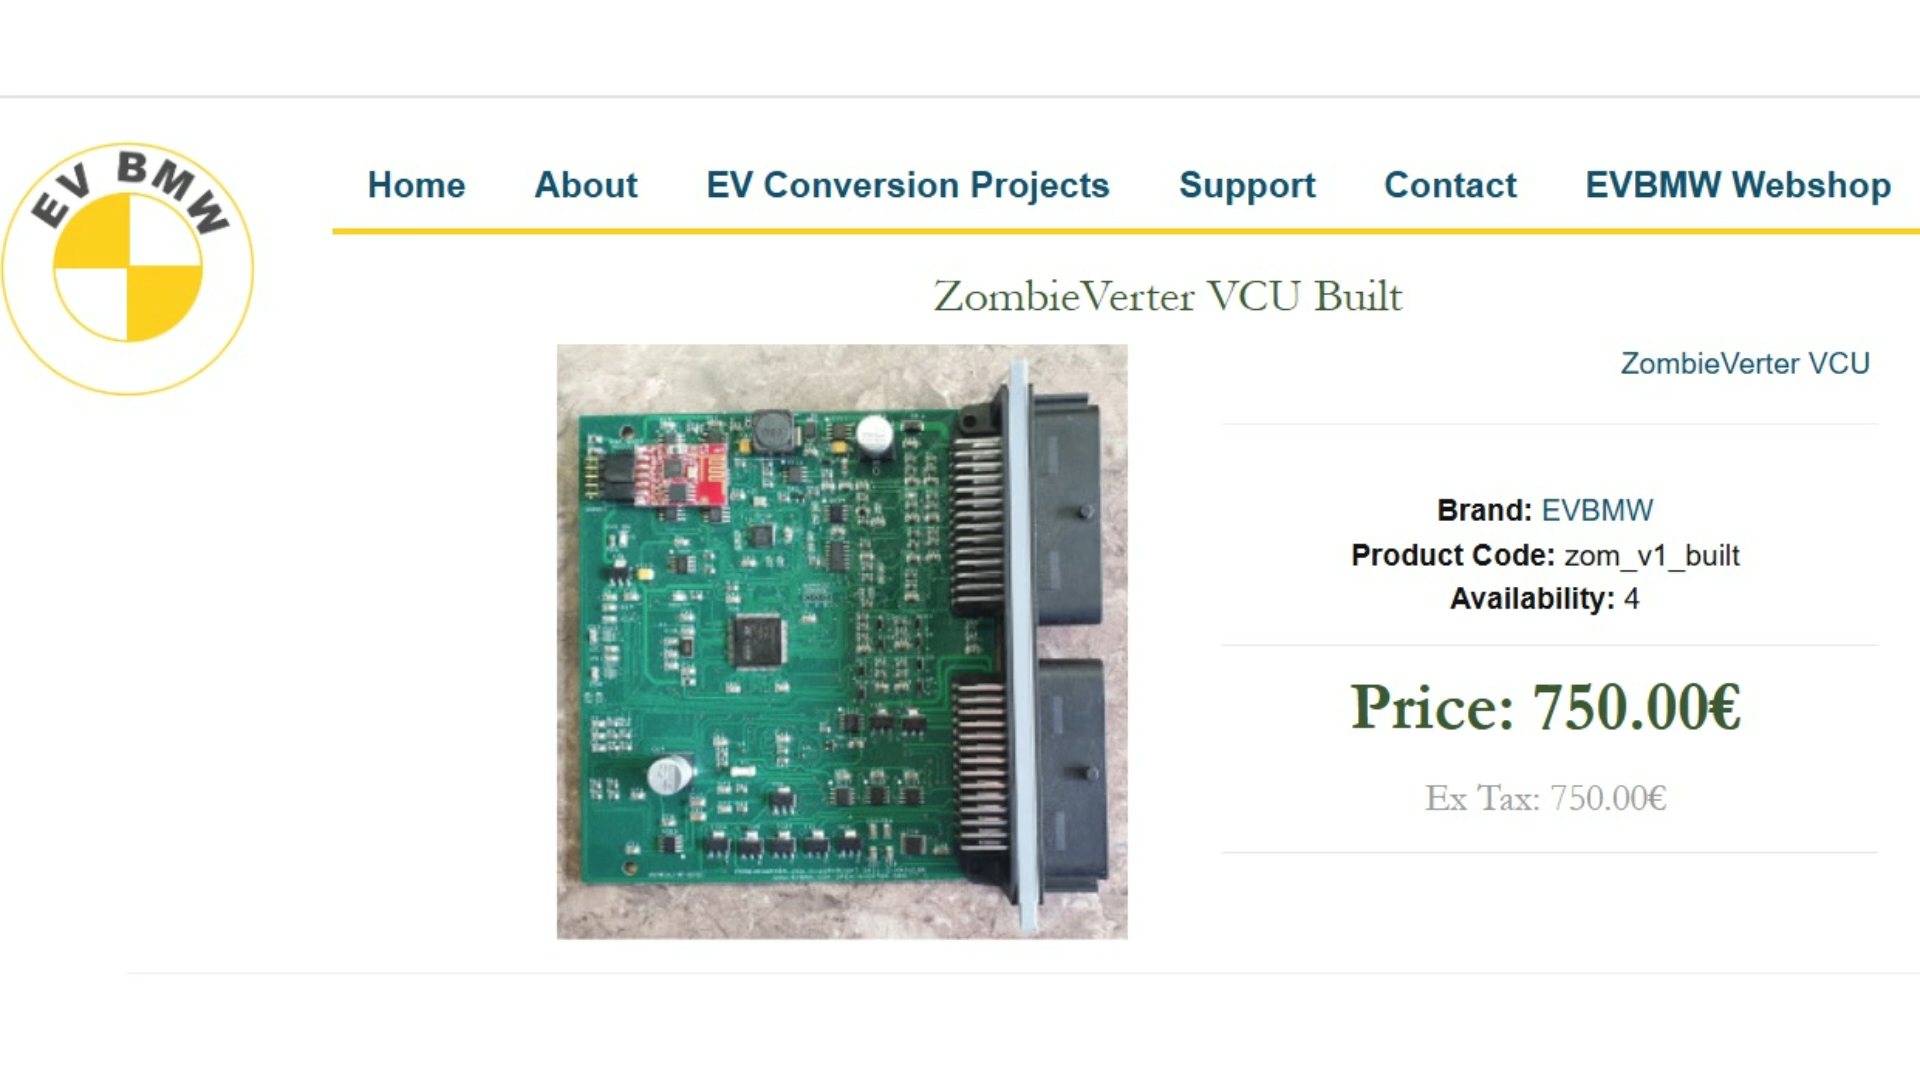 EV BMW
Home About EV Conversion Projects Support Contact EVBMW Webshop
ZombieVerter VCU Built
ZombieVerter VCU
Brand: EVBMW
Product Code: zom_v1_built
Availability: 4
Price: 750.00€
Ex Tax: 750.00€